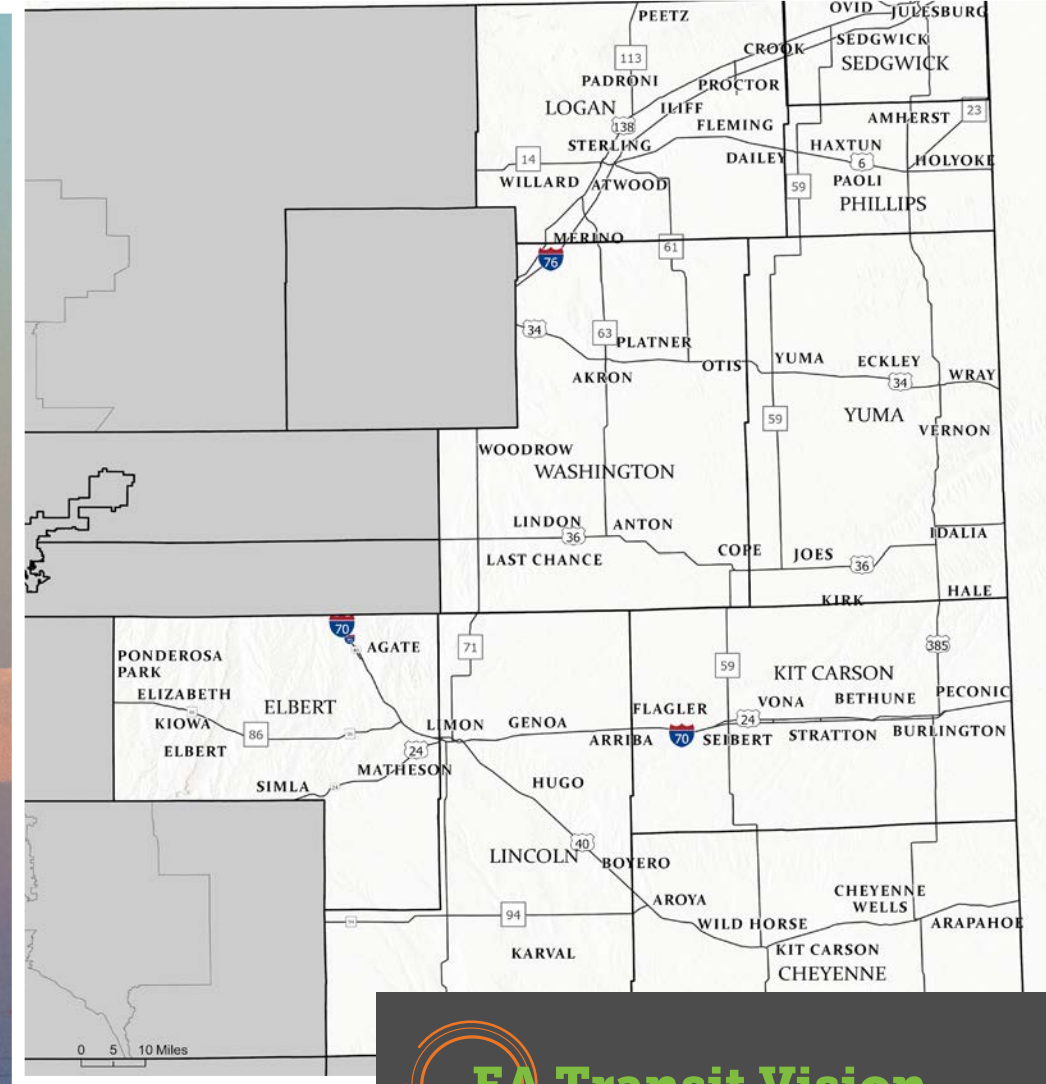 OVID
JULESBURG
PEETZ
SEDGWICK
CROOK
SEDGWICK
113
PADRONI
PROCTOR
LOGAN
ILIFF
23
AMHERST
138
FLEMING
STERLING
HAXTUN
14
DAILEY
6
HOLYOKE
WILLARD
ATWOOD
59
PAOLI
PHILLIPS
MERINO
61
76
34
63
PLATNER
OTIS
YUMA
ECKLEY
WRAY
AKRON
34
59
YUMA
VERNON
WOODROW
WASHINGTON
LINDON
ANTON
36
IDALIA
LAST CHANCE
COPE
JOES
36
HALE
KIRK
70
AGATE
71
385
PONDEROSA
PARK
59
KIT CARSON
ELIZABETH
ELBERT
FLAGLER
VONA
BETHUNE
PECONIC
KIOWA
86
LIMON
GENOA
24
ELBERT
24
ARRIBA
70
SEIBERT
STRATTON
BURLINGTON
MATHESON
SIMLA
HUGO
40
LINCOLN
BOYERO
CHEYENNE
WELLS
AROYA
94
WILD HORSE
ARAPAHOE
KARVAL
KIT CARSON
CHEYENNE
0 5 10 Miles
EA Transit Vision